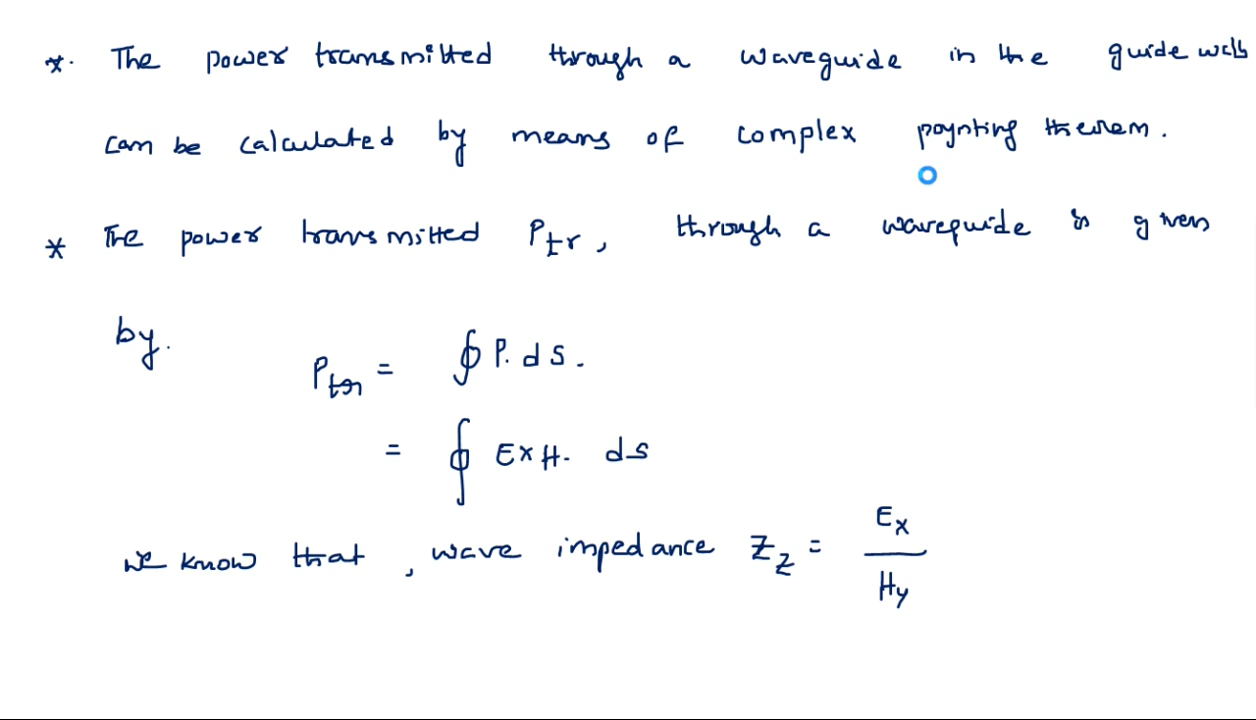 *. The power transmitted through a waveguide in the guide walls
can be calculated by means of complex poynting theorem.
* The power transmitted Ptr, through a waveguide is given
by.
Ptr = ∮ P. ds.
= ∮ E x H. ds
We know that, wave impedance Zz = Ex / Hy